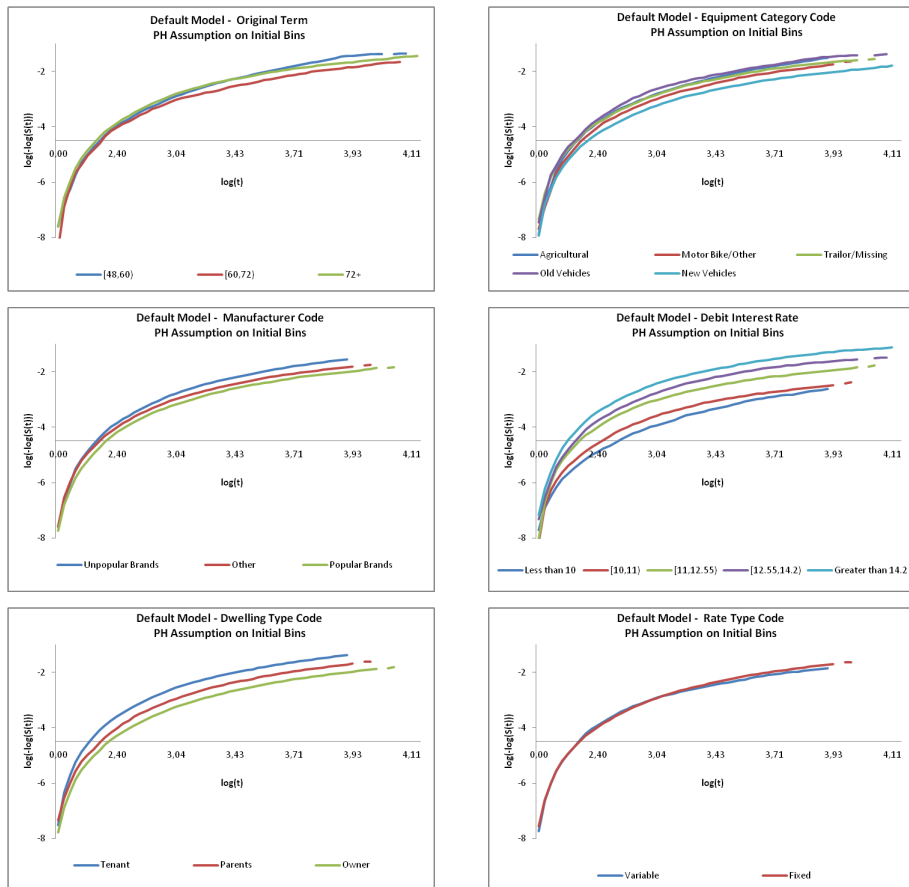 Default Model - Original Term
PH Assumption on Initial Bins
-2
-4
-6
-8
log(-log(S(t)))
0,00 2,40 3,04 3,43 3,71 3,93 4,11
log(t)
[48,60) [60,72) 72+
Default Model - Equipment Category Code
PH Assumption on Initial Bins
-2
-4
-6
-8
log(-log(S(t)))
0,00 2,40 3,04 3,43 3,71 3,93 4,11
log(t)
Agricultural Motor Bike/Other Trailor/Missing
Old Vehicles New Vehicles
Default Model - Manufacturer Code
PH Assumption on Initial Bins
-2
-4
-6
-8
log(-log(S(t)))
0,00 2,40 3,04 3,43 3,71 3,93 4,11
log(t)
Unpopular Brands Other Popular Brands
Default Model - Debit Interest Rate
PH Assumption on Initial Bins
-2
-4
-6
-8
log(-log(S(t)))
0,00 2,40 3,04 3,43 3,71 3,93 4,11
log(t)
Less than 10 [10,11) [11,12.55) [12.55,14.2) Greater than 14.2
Default Model - Dwelling Type Code
PH Assumption on Initial Bins
-2
-4
-6
-8
log(-log(S(t)))
0,00 2,40 3,04 3,43 3,71 3,93 4,11
log(t)
Tenant Parents Owner
Default Model - Rate Type Code
PH Assumption on Initial Bins
-2
-4
-6
-8
log(-log(S(t)))
0,00 2,40 3,04 3,43 3,71 3,93 4,11
log(t)
Variable Fixed